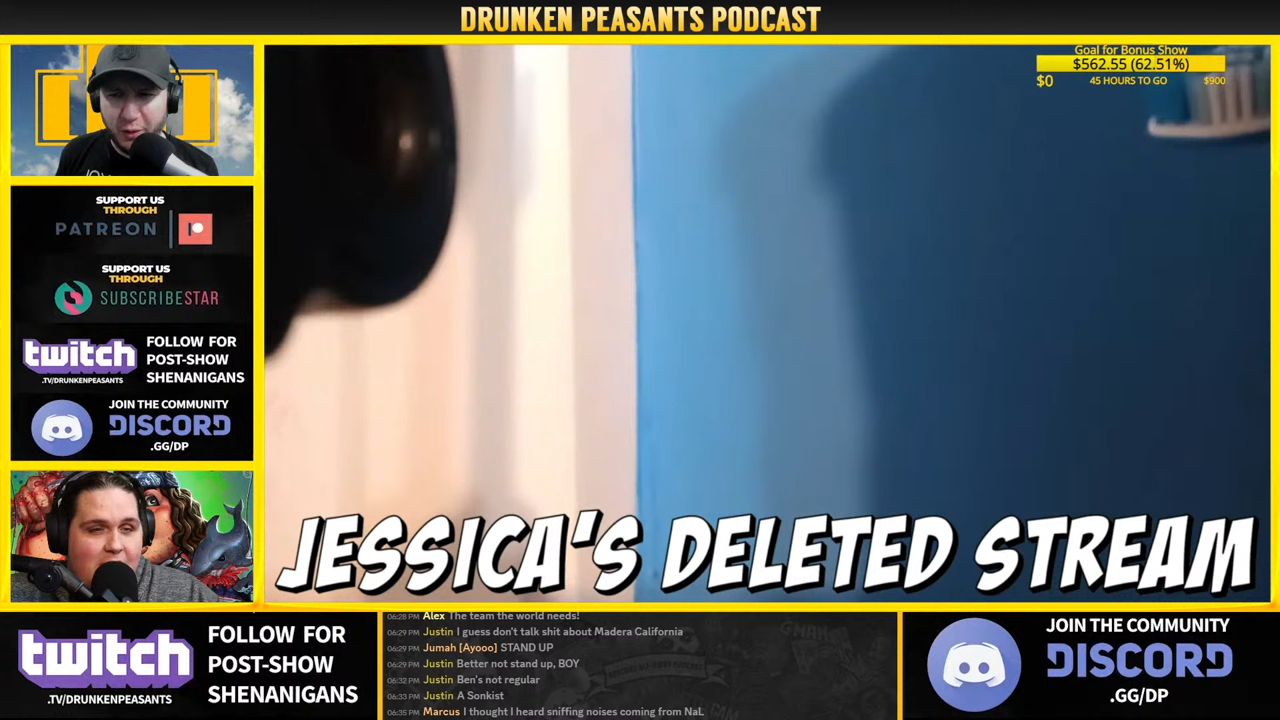 DRUNKEN PEASANTS PODCAST
Goal for Bonus Show
$562.55 (62.51%)
$0 45 HOURS TO GO $900
SUPPORT US
THROUGH
PATREON
SUPPORT US
THROUGH
SUBSCRIBESTAR
twitch
.TV/DRUNKENPEASANTS
FOLLOW FOR
POST-SHOW
SHENANIGANS
JOIN THE COMMUNITY
DISCORD
.GG/DP
JESSICA'S DELETED STREAM
twitch
.TV/DRUNKENPEASANTS
FOLLOW FOR
POST-SHOW
SHENANIGANS
06:28 PM Alex The team the world needs!
06:29 PM Justin I guess don't talk shit about Madera California
06:29 PM Jumah [Ayooo] STAND UP
06:29 PM Justin Better not stand up, BOY
06:32 PM Justin Ben's not regular
06:33 PM Justin A Sonkist
06:35 PM Marcus I thought I heard sniffing noises coming from Nal.
JOIN THE COMMUNITY
DISCORD
.GG/DP